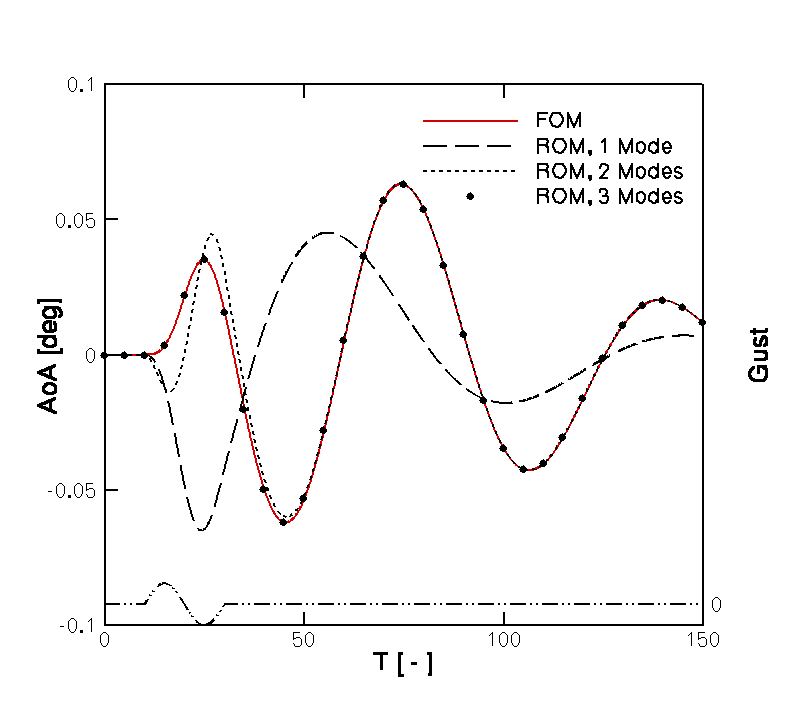 0.1
FOM
ROM, 1 Mode
ROM, 2 Modes
ROM, 3 Modes
0.05
0
-0.05
-0.1
AoA [deg]
Gust
0
0
50
100
150
T [ - ]